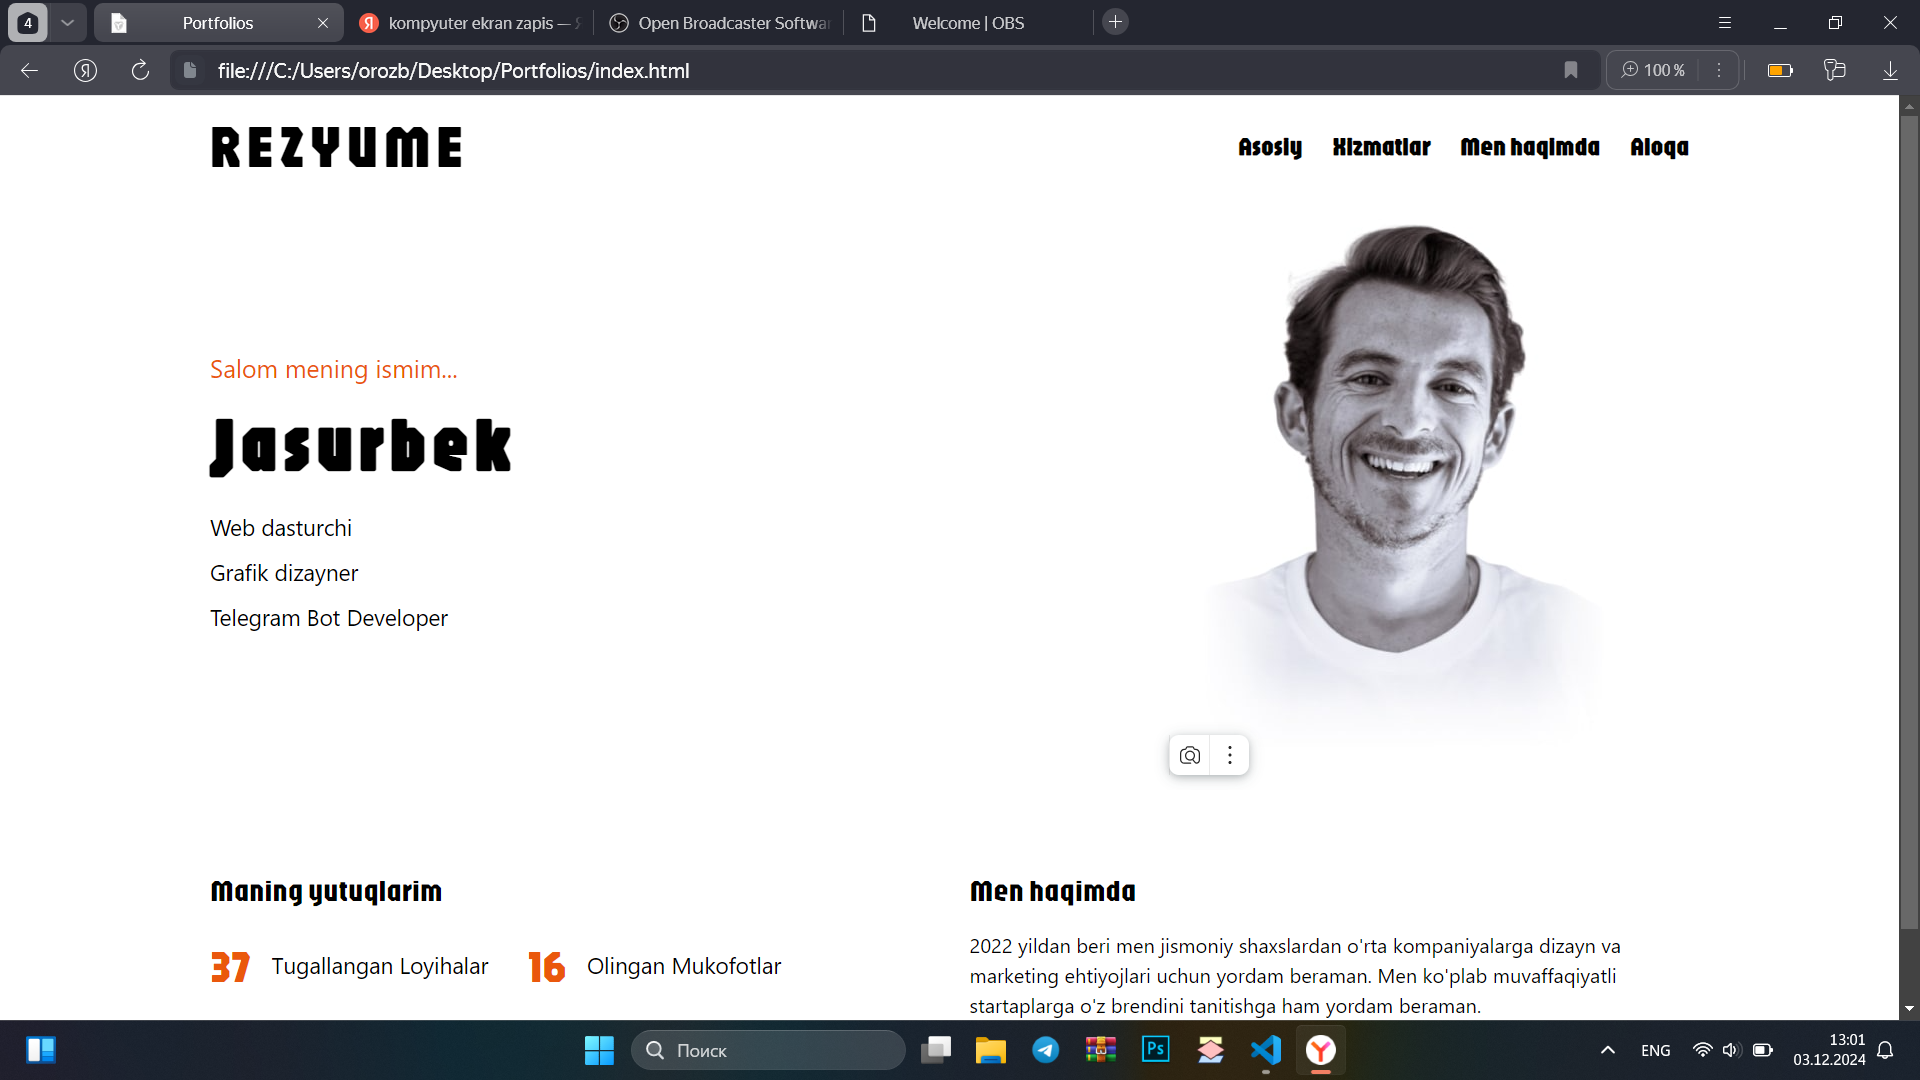 4
Portfolios
kompyuter ekran zapis —
Open Broadcaster Softwar
Welcome | OBS
file:///C:/Users/orozb/Desktop/Portfolios/index.html
100 %
REZYUME
Asosiy
Xizmatlar
Men haqimda
Aloqa
Salom mening ismim...
Jasurbek
Web dasturchi
Grafik dizayner
Telegram Bot Developer
Maning yutuqlarim
37 Tugallangan Loyihalar
16 Olingan Mukofotlar
Men haqimda
2022 yildan beri men jismoniy shaxslardan o'rta kompaniyalarga dizayn va
marketing ehtiyojlari uchun yordam beraman. Men ko'plab muvaffaqiyatli
startaplarga o'z brendini tanitishga ham yordam beraman.
Поиск
Ps
ENG
13:01
03.12.2024